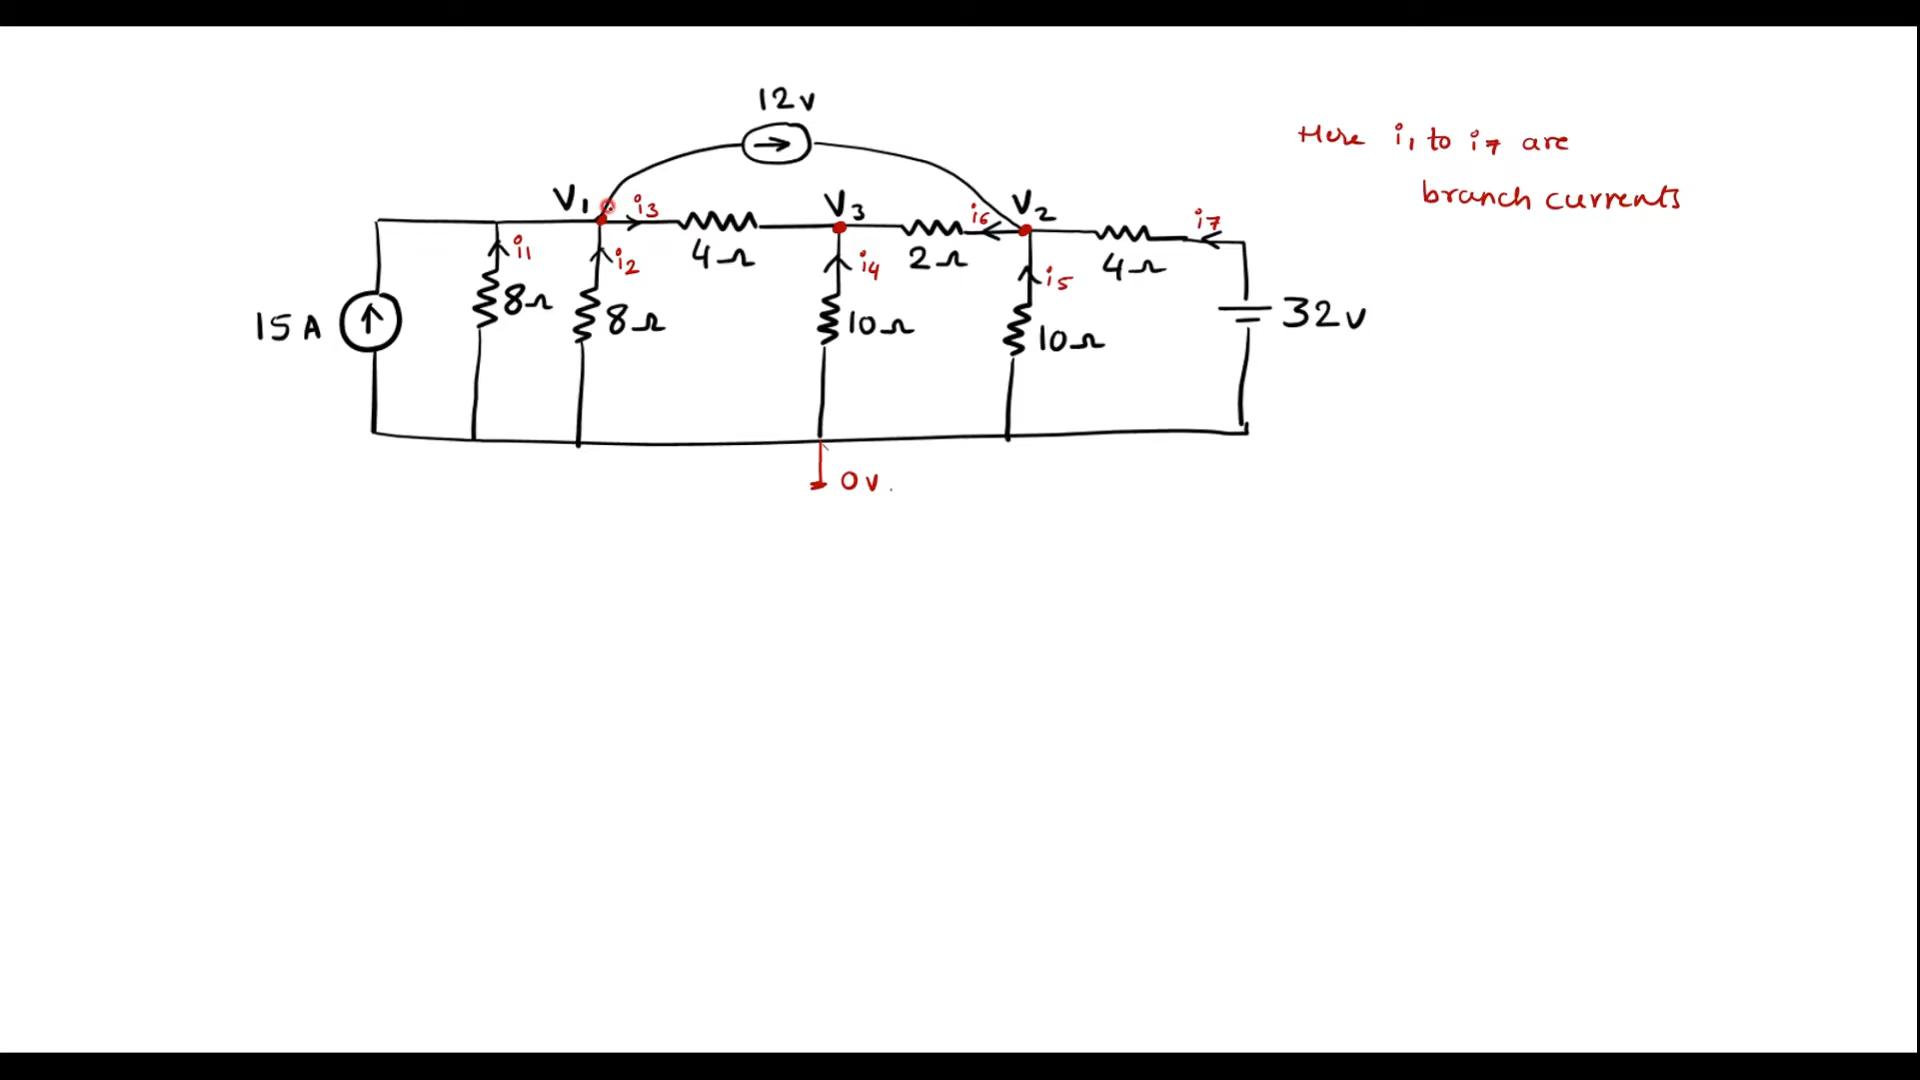 12v
Here i1 to i7 are
branch currents
V1
i3
V3
i6
V2
i7
i1
i2
4Ω
i4
2Ω
i5
4Ω
15A
8Ω
8Ω
10Ω
10Ω
32v
0v.